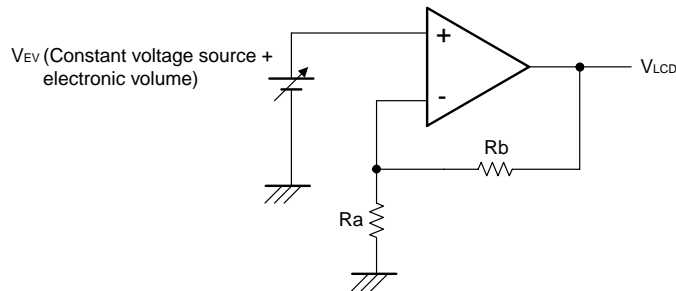 VEV (Constant voltage source +
electronic volume)
+
-
VLCD
Rb
Ra